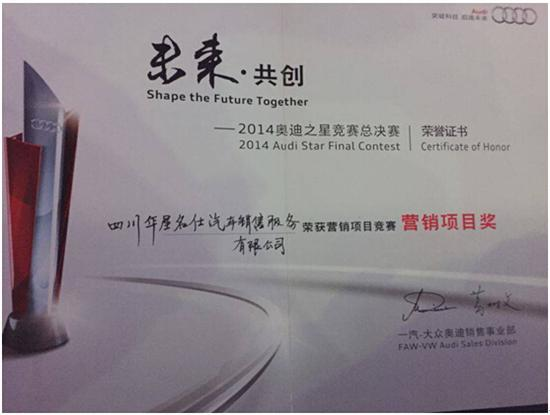 Audi
突破科技 启迪未来
未来·共创
Shape the Future Together
——2014奥迪之星竞赛总决赛 | 荣誉证书
2014 Audi Star Final Contest | Certificate of Honor
四川华星名仕汽车销售服务
有限公司
荣获营销项目竞赛 营销项目奖
一汽-大众奥迪销售事业部
FAW-VW Audi Sales Division